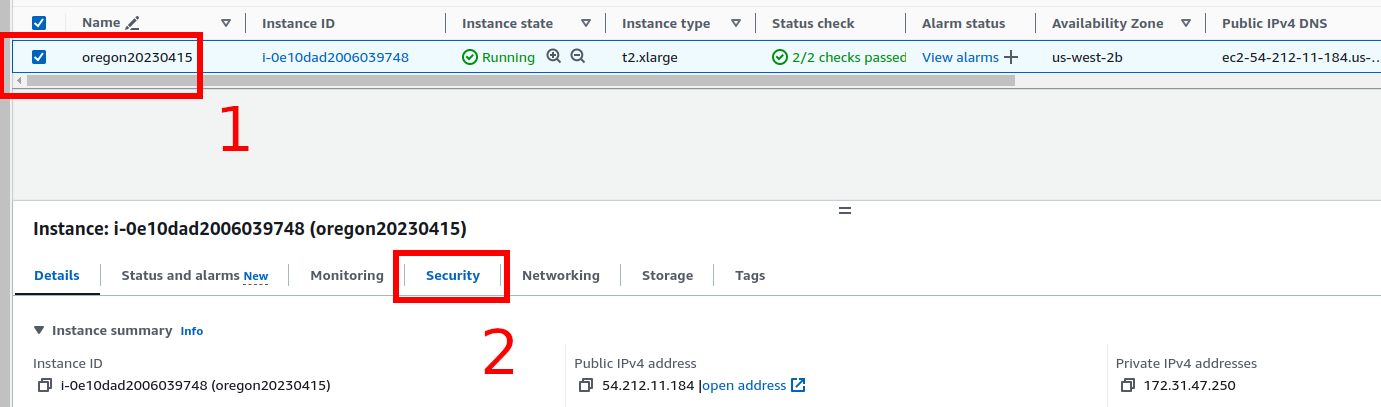 Name Instance ID Instance state Instance type Status check Alarm status Availability Zone Public IPv4 DNS
oregon20230415 i-0e10dad2006039748 Running t2.xlarge 2/2 checks passed View alarms us-west-2b ec2-54-212-11-184.us-...
1
Instance: i-0e10dad2006039748 (oregon20230415)
Details Status and alarms New Monitoring Security Networking Storage Tags
2
Instance summary Info
Instance ID Public IPv4 address Private IPv4 addresses
i-0e10dad2006039748 (oregon20230415) 54.212.11.184 |open address 172.31.47.250